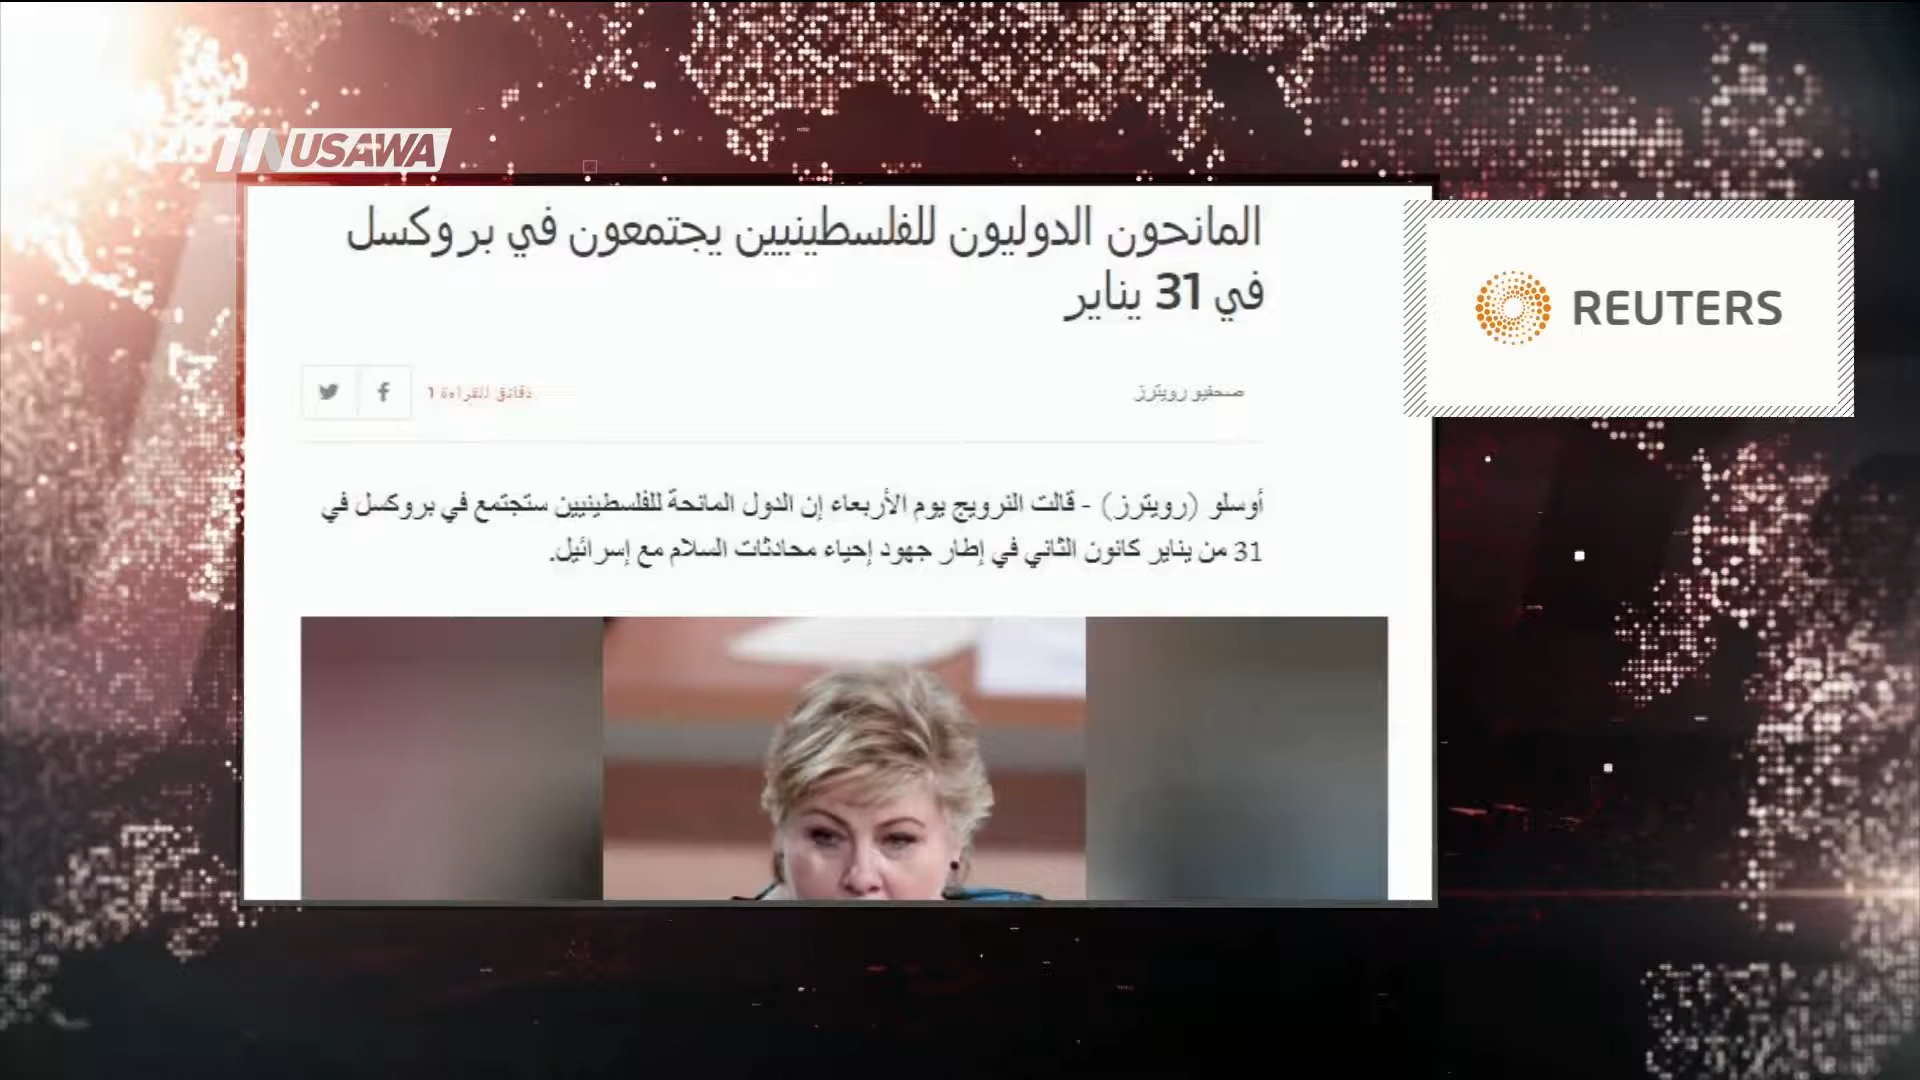 MUSAWA
المانحون الدوليون للفلسطينيين يجتمعون في بروكسل
في 31 يناير
REUTERS
صحفيو رويترز
1 دقائق للقراءة
أوسلو (رويترز) - قالت النرويج يوم الأربعاء إن الدول المانحة للفلسطينيين ستجتمع في بروكسل في
31 من يناير كانون الثاني في إطار جهود إحياء محادثات السلام مع إسرائيل.